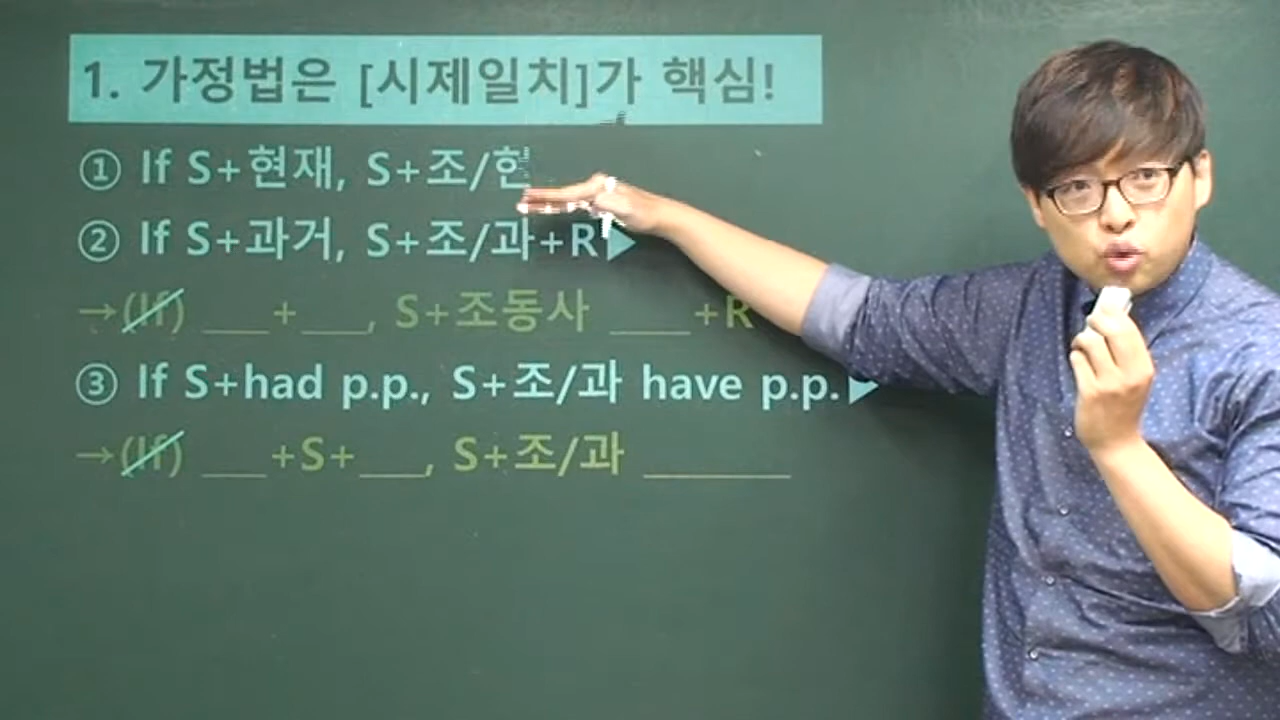 1. 가정법은 [시제일치]가 핵심!
① If S+현재, S+조/현
② If S+과거, S+조/과+R▶
→(If) ___+___, S+조동사 ____+R
③ If S+had p.p., S+조/과 have p.p.▶
→(If) ___+S+___, S+조/과 _______